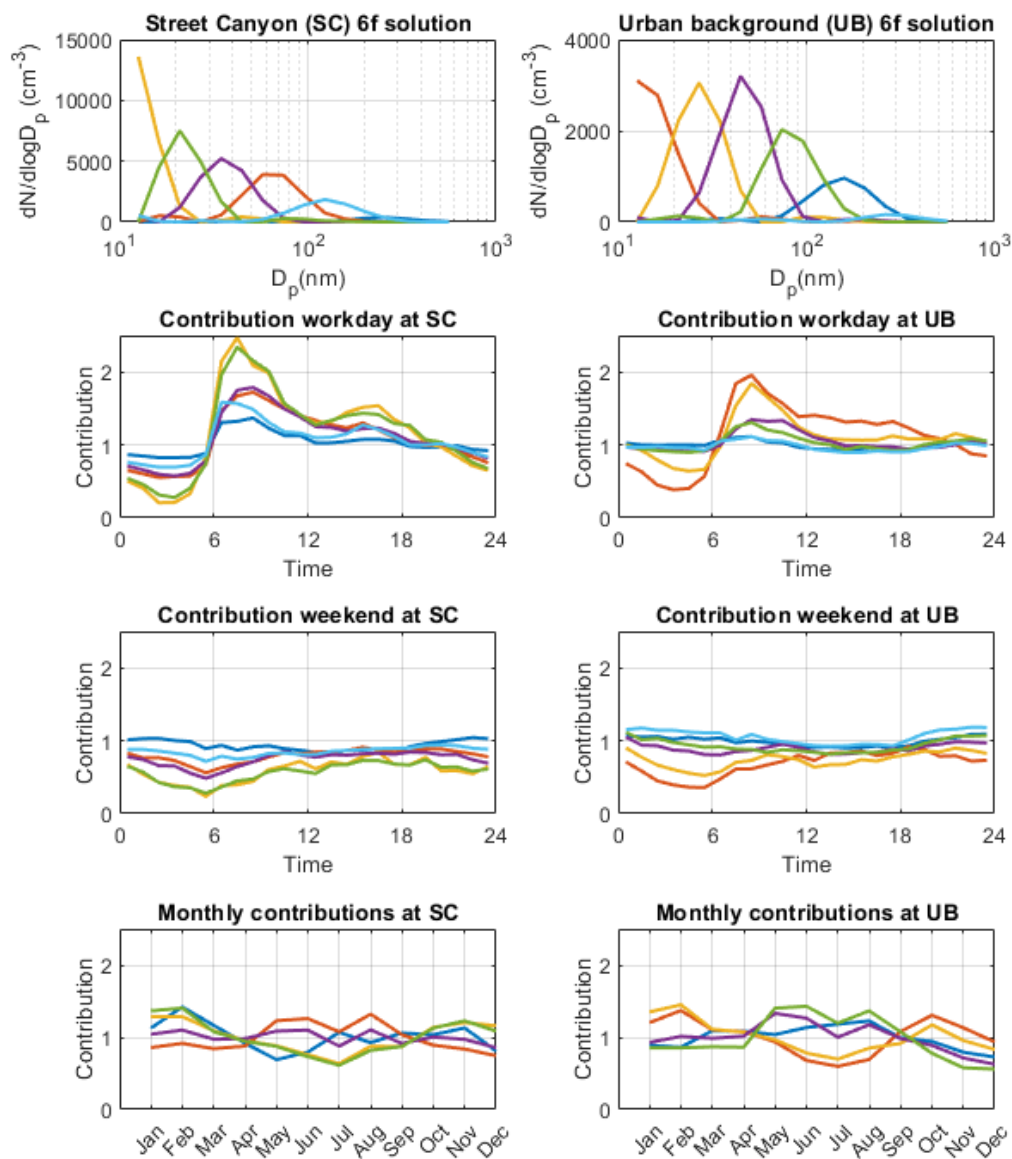 Street Canyon (SC) 6f solution
dN/dlogDp (cm-3)
15000
10000
5000
0
10^1 10^2 10^3
Dp(nm)
Urban background (UB) 6f solution
dN/dlogDp (cm-3)
4000
2000
0
10^1 10^2 10^3
Dp(nm)
Contribution workday at SC
Contribution
2
1
0
0 6 12 18 24
Time
Contribution workday at UB
Contribution
2
1
0
0 6 12 18 24
Time
Contribution weekend at SC
Contribution
2
1
0
0 6 12 18 24
Time
Contribution weekend at UB
Contribution
2
1
0
0 6 12 18 24
Time
Monthly contributions at SC
Contribution
2
1
0
Jan Feb Mar Apr May Jun Jul Aug Sep Oct Nov Dec
Monthly contributions at UB
Contribution
2
1
0
Jan Feb Mar Apr May Jun Jul Aug Sep Oct Nov Dec